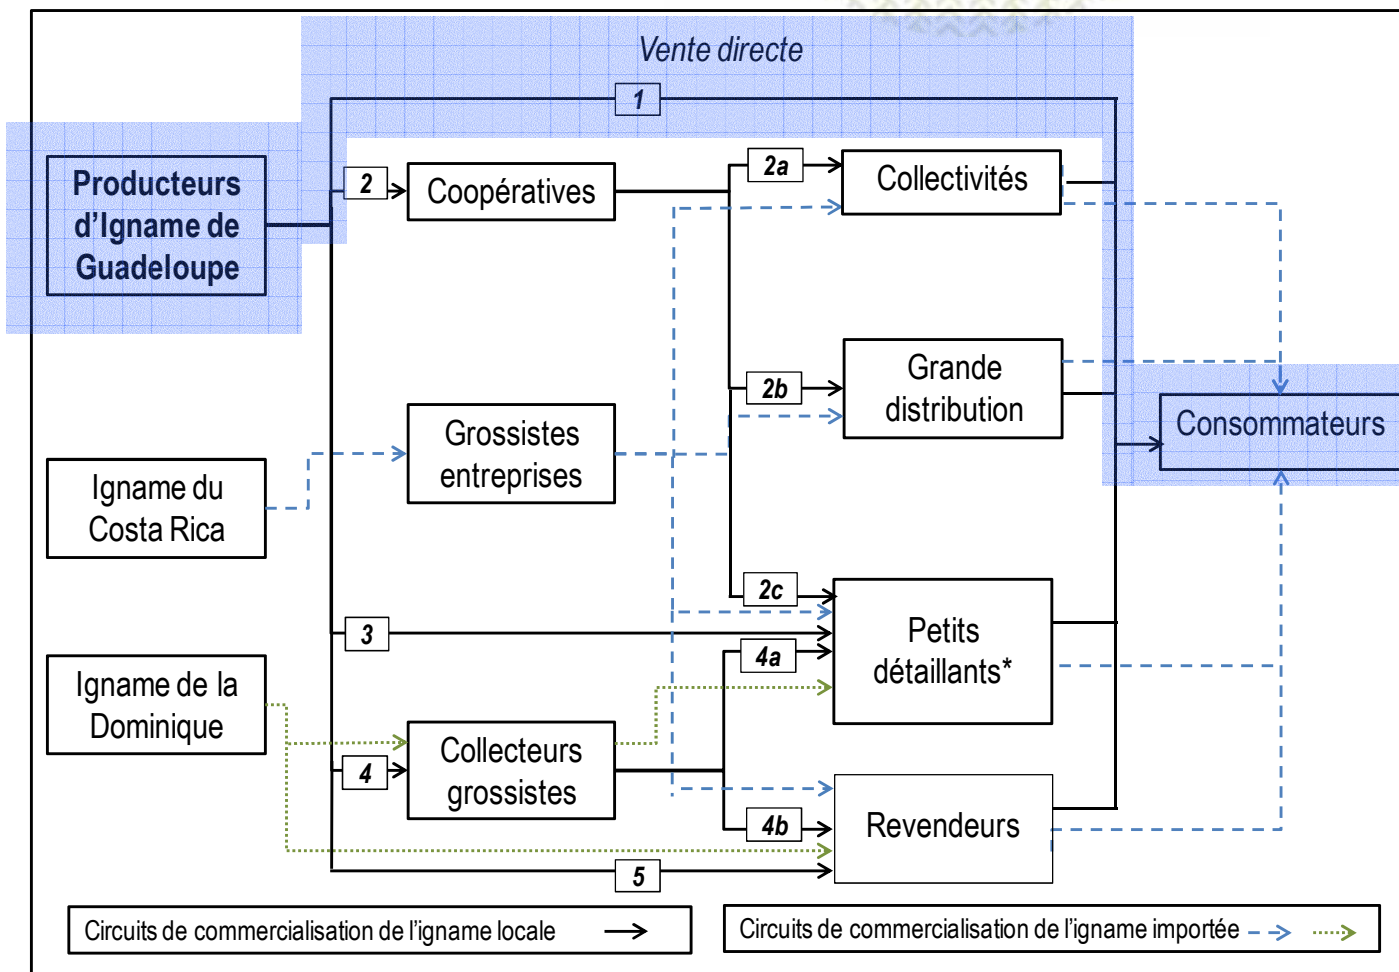 Vente directe
1
Producteurs
d'Igname de
Guadeloupe
2
Coopératives
2a
Collectivités
2b
Grande
distribution
Consommateurs
Grossistes
entreprises
Igname du
Costa Rica
2c
3
Petits
détaillants*
4a
Igname de la
Dominique
4
Collecteurs
grossistes
4b
Revendeurs
5
Circuits de commercialisation de l'igname locale
Circuits de commercialisation de l'igname importée